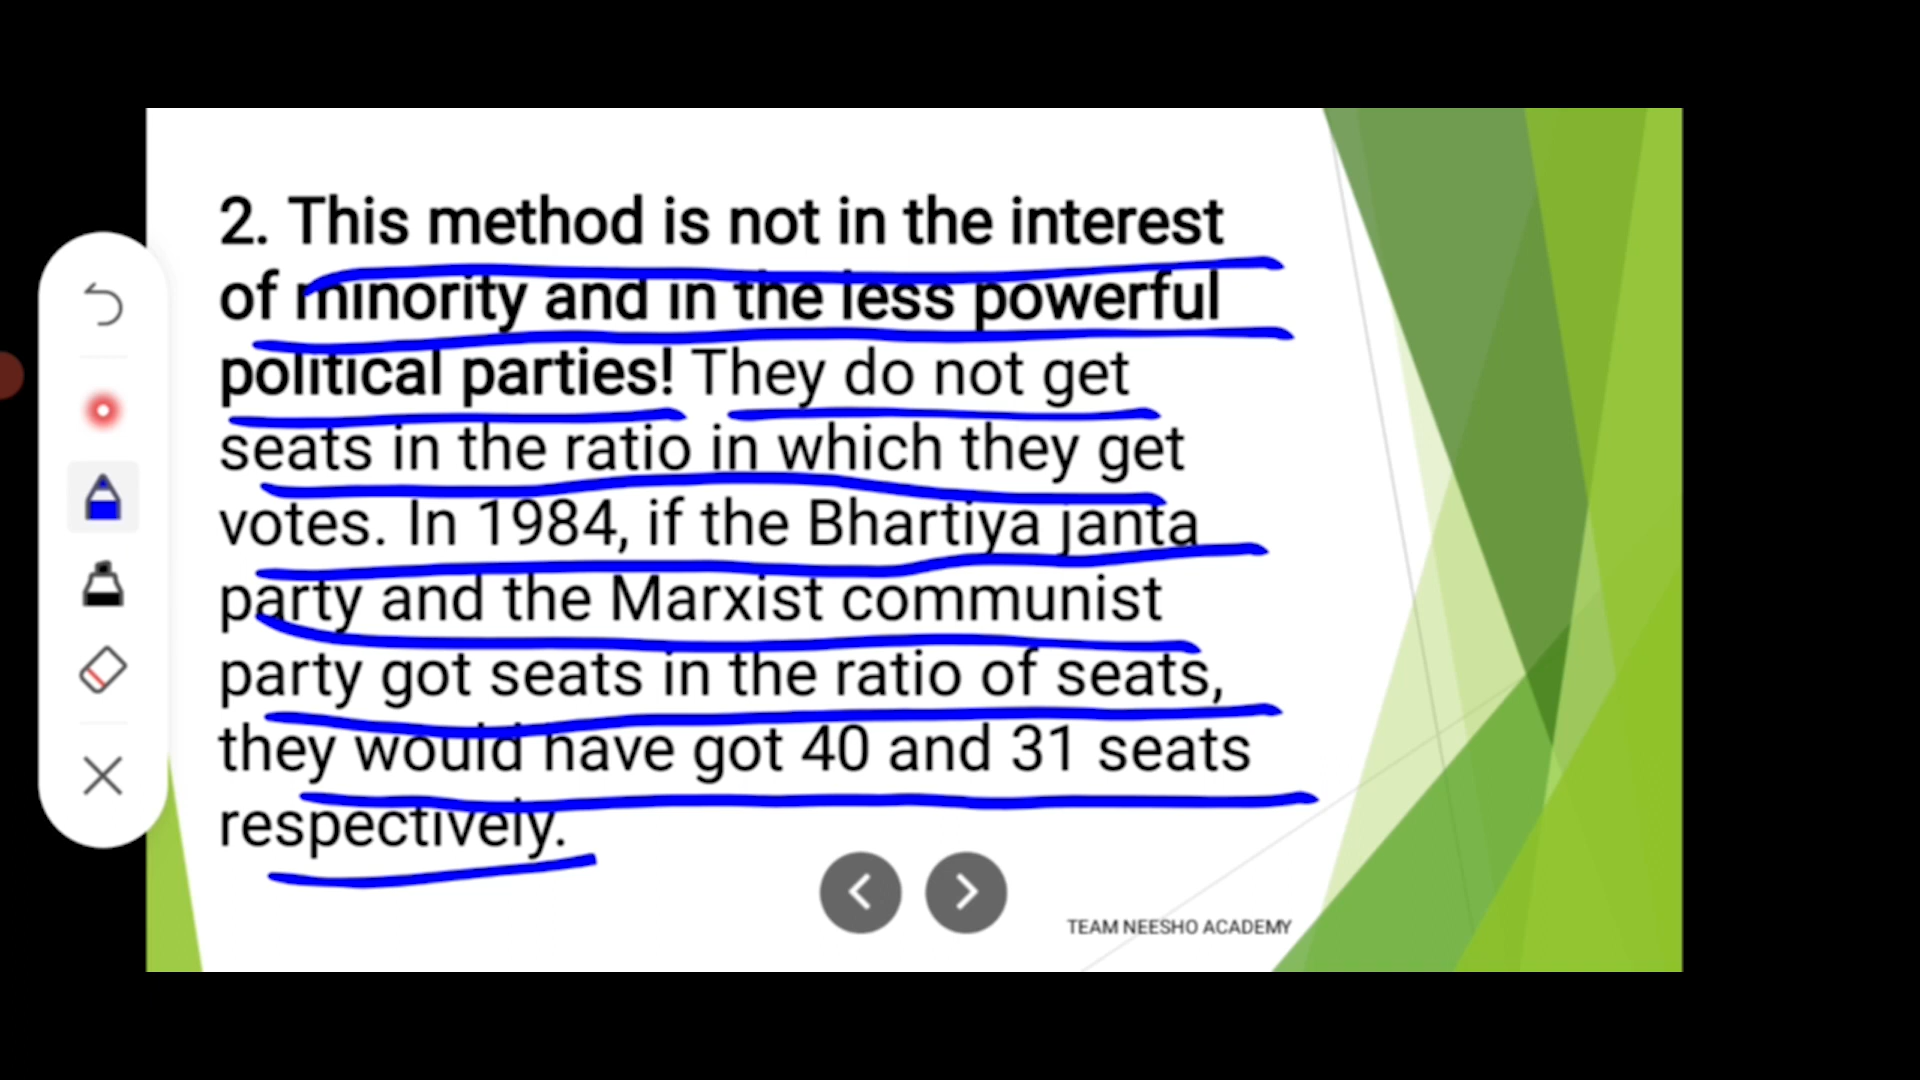 2. This method is not in the interest
of minority and in the less powerful
political parties! They do not get
seats in the ratio in which they get
votes. In 1984, if the Bhartiya janta
party and the Marxist communist
party got seats in the ratio of seats,
they would have got 40 and 31 seats
respectively.
TEAM NEESHO ACADEMY